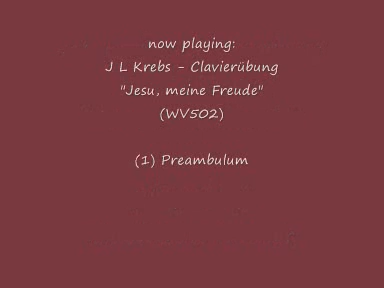 now playing:
J L Krebs - Clavierübung
"Jesu, meine Freude"
(WV502)
(1) Preambulum